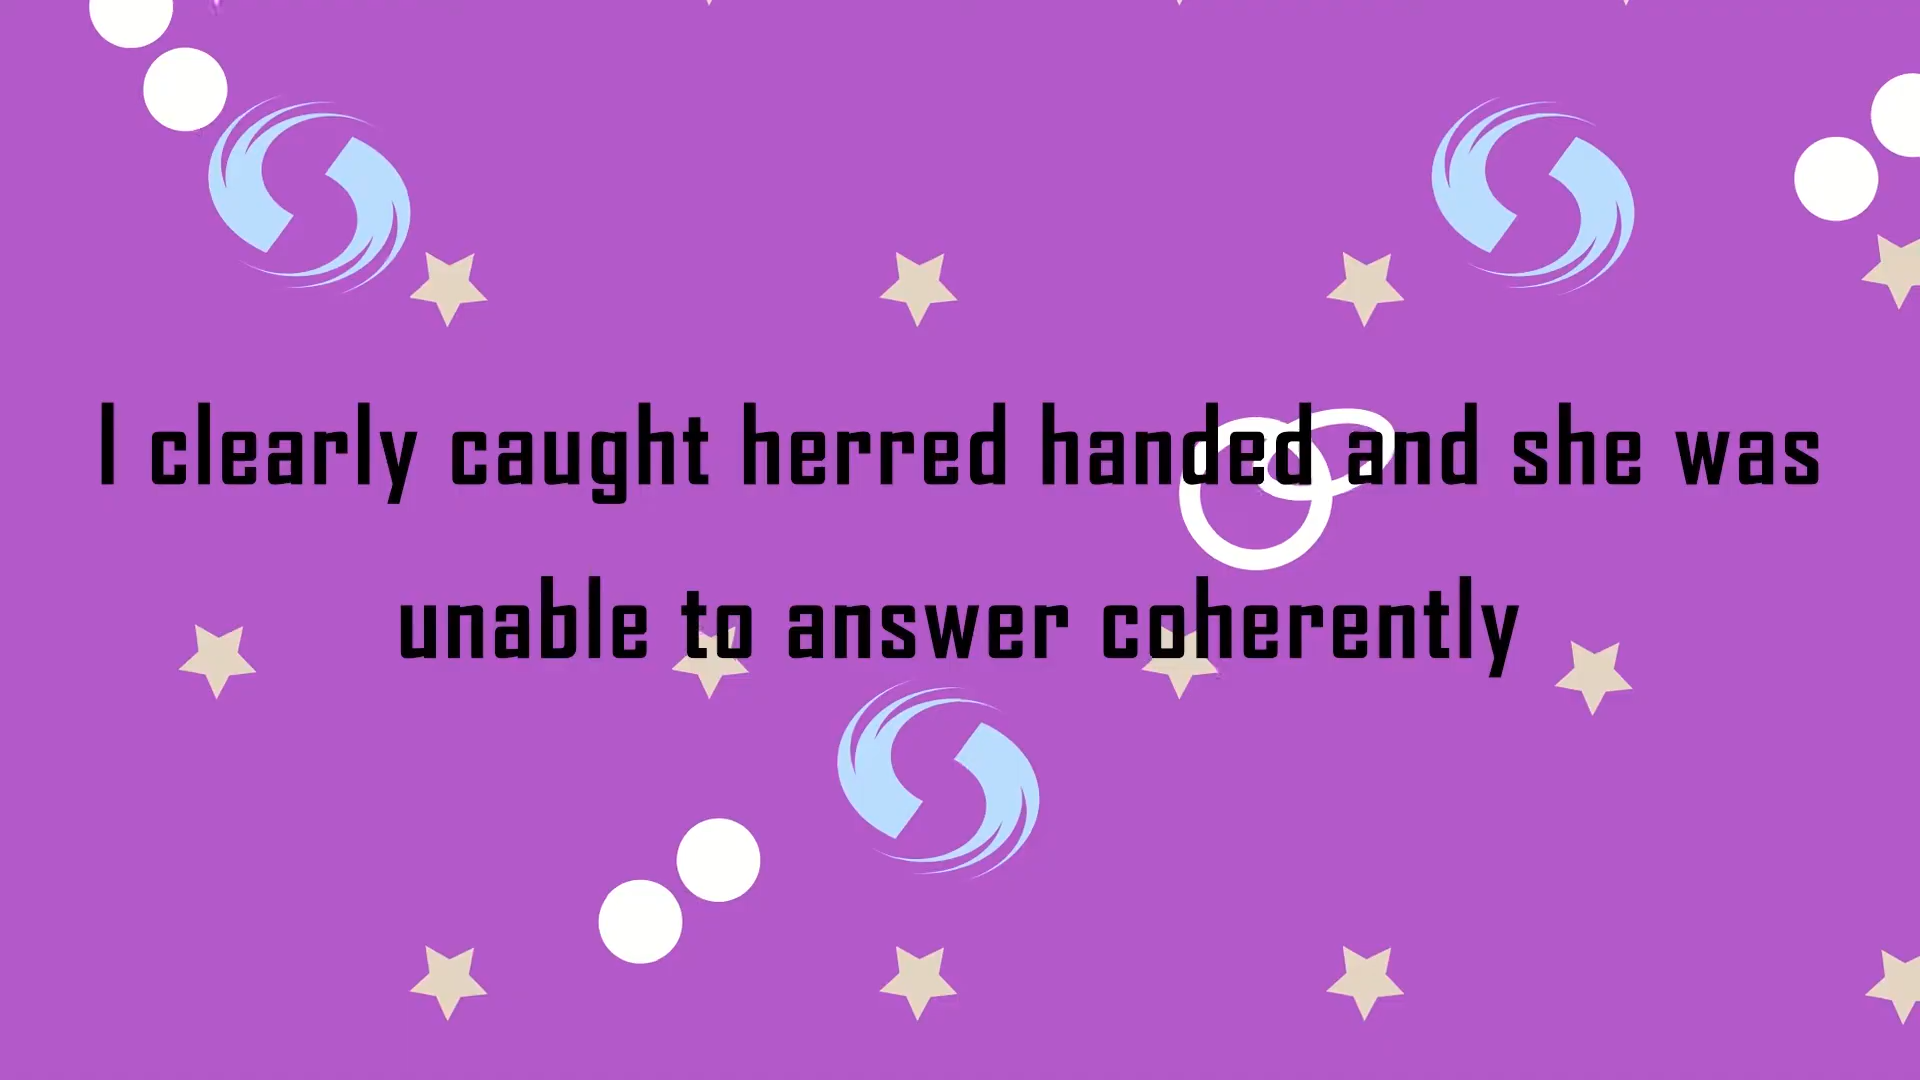 I clearly caught herred handed and she was
unable to answer coherently